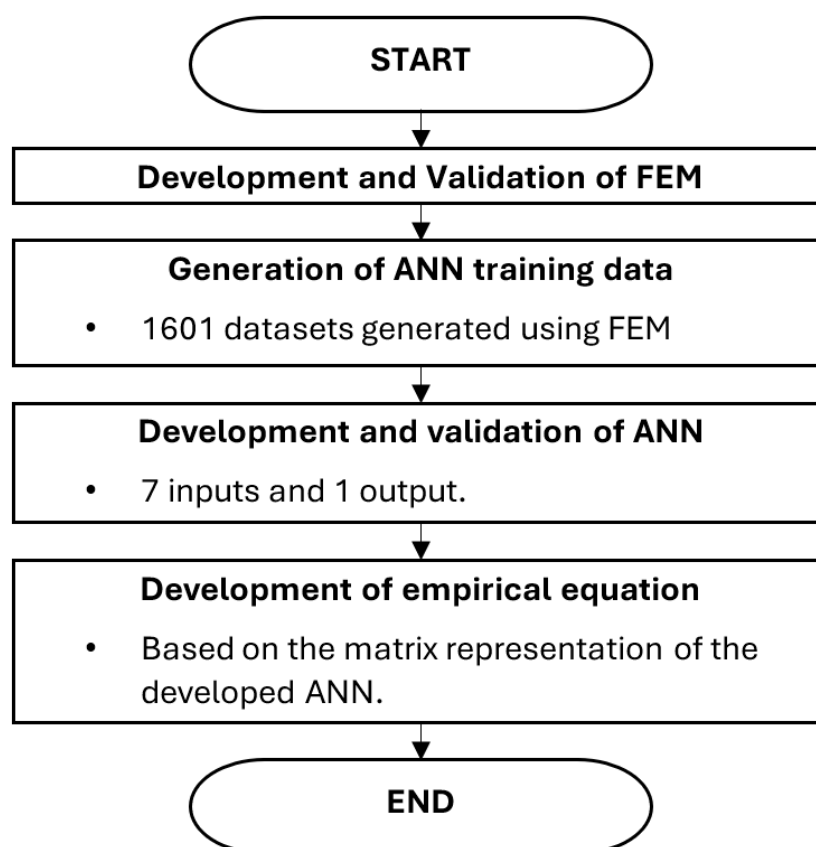 START
Development and Validation of FEM
Generation of ANN training data
• 1601 datasets generated using FEM
Development and validation of ANN
• 7 inputs and 1 output.
Development of empirical equation
• Based on the matrix representation of the
developed ANN.
END